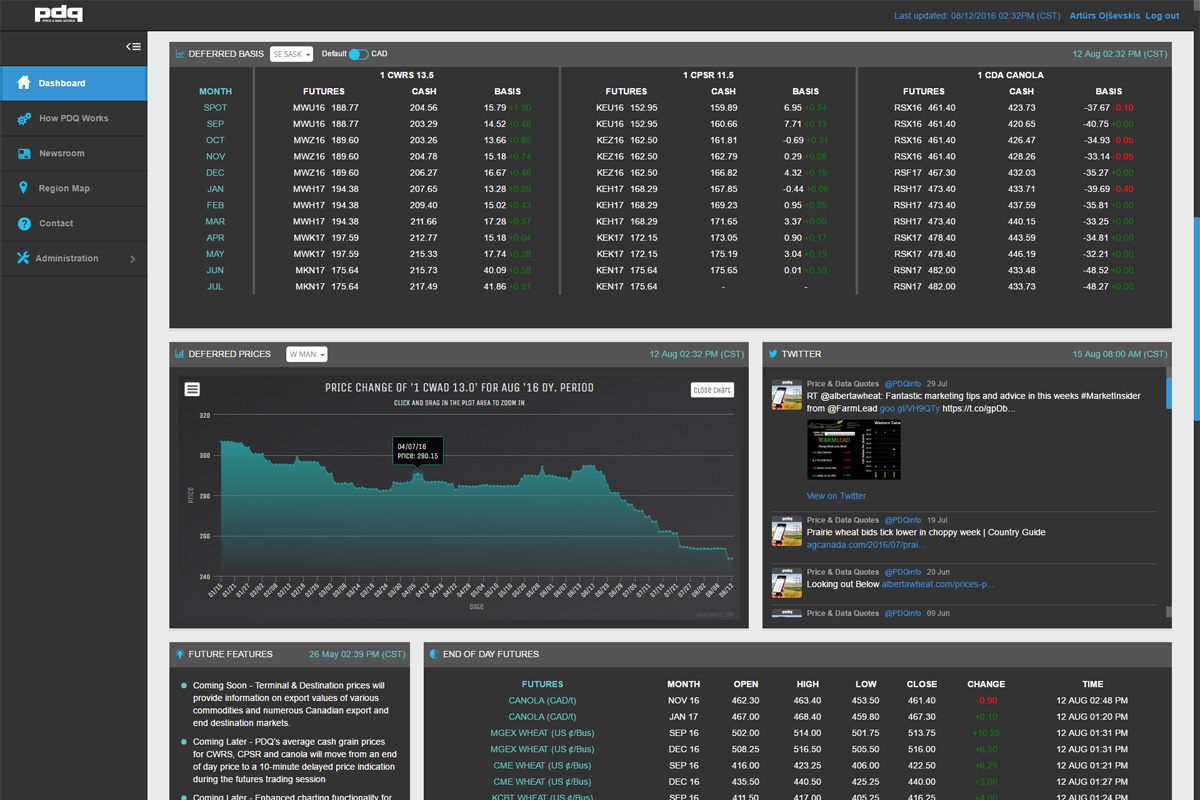 pdq
Last updated: 08/12/2016 02:32PM (CST) Artūrs Oļševskis Log out
Dashboard
How PDQ Works
Newsroom
Region Map
Contact
Administration
DEFERRED BASIS SE SASK Default CAD 12 Aug 02:32 PM (CST)
1 CWRS 13.5 1 CPSR 11.5 1 CDA CANOLA
MONTH FUTURES CASH BASIS FUTURES CASH BASIS FUTURES CASH BASIS
SPOT MWU16 188.77 204.56 15.79 +1.50 KEU16 152.95 159.89 6.95 +0.24 RSX16 461.40 423.73 -37.67 -0.10
SEP MWU16 188.77 203.29 14.52 +0.48 KEU16 152.95 160.66 7.71 +0.13 RSX16 461.40 420.65 -40.75 +0.00
OCT MWZ16 189.60 203.26 13.66 KEZ16 162.50 161.81 -0.69 +0.31 RSX16 461.40 426.47 -34.93 -0.05
NOV MWZ16 189.60 204.78 15.18 +0.74 KEZ16 162.50 162.79 0.29 +0.08 RSX16 461.40 428.26 -33.14 -0.05
DEC MWZ16 189.60 206.27 16.67 +0.48 KEZ16 162.50 166.82 4.32 +0.19 RSF17 467.30 432.03 -35.27 +0.00
JAN MWH17 194.38 207.65 13.28 +0.09 KEH17 168.29 167.85 -0.44 +0.06 RSH17 473.40 433.71 -39.69 -0.40
FEB MWH17 194.38 209.40 15.02 +0.43 KEH17 168.29 169.23 0.95 +0.25 RSH17 473.40 437.59 -35.81 +0.00
MAR MWH17 194.38 211.66 17.28 +0.57 KEH17 168.29 171.65 3.37 +0.00 RSH17 473.40 440.15 -33.25 +0.00
APR MWK17 197.59 212.77 15.18 +0.04 KEK17 172.15 173.05 0.90 +0.17 RSK17 478.40 443.59 -34.81 +0.00
MAY MWK17 197.59 215.33 17.74 +0.28 KEK17 172.15 175.19 3.04 +0.19 RSK17 478.40 446.19 -32.21 +0.00
JUN MKN17 175.64 215.73 40.09 +0.58 KEN17 175.64 175.65 0.01 +0.10 RSN17 482.00 433.48 -48.52 +0.00
JUL MKN17 175.64 217.49 41.86 +0.91 KEN17 175.64 - - RSN17 482.00 433.73 -48.27 +0.00
DEFERRED PRICES W MAN 12 Aug 02:32 PM (CST)
PRICE CHANGE OF '1 CWAD 13.0' FOR AUG '16 DY. PERIOD
CLICK AND DRAG IN THE PLOT AREA TO ZOOM IN
Close chart
320
300
280
260
240
PRICE
04/07/16
PRICE: 290.15
DATE
TWITTER 15 Aug 08:00 AM (CST)
Price & Data Quotes @PDQinfo 29 Jul
RT @albertawheat: Fantastic marketing tips and advice in this weeks #MarketInsider
from @FarmLead goo.gl/VH9QTy https://t.co/gpDb...
FARMLEAD
View on Twitter
Price & Data Quotes @PDQinfo 19 Jul
Prairie wheat bids tick lower in choppy week | Country Guide
agcanada.com/2016/07/prai...
Price & Data Quotes @PDQinfo 20 Jun
Looking out Below albertawheat.com/prices-p...
Price & Data Quotes @PDQinfo 09 Jun
FUTURE FEATURES 26 May 02:39 PM (CST)
Coming Soon - Terminal & Destination prices will
provide information on export values of various
commodities and numerous Canadian export and
end destination markets.
Coming Later - PDQ's average cash grain prices
for CWRS, CPSR and canola will move from an end
of day price to a 10-minute delayed price indication
during the futures trading session
Coming Later - Enhanced charting functionality for
END OF DAY FUTURES
FUTURES MONTH OPEN HIGH LOW CLOSE CHANGE TIME
CANOLA (CAD/t) NOV 16 462.30 463.40 453.50 461.40 -0.90 12 AUG 02:48 PM
CANOLA (CAD/t) JAN 17 467.00 468.40 459.80 467.30 +0.10 12 AUG 01:20 PM
MGEX WHEAT (US ¢/Bus) SEP 16 502.00 514.00 501.75 513.75 +10.25 12 AUG 01:31 PM
MGEX WHEAT (US ¢/Bus) DEC 16 508.25 516.50 505.50 516.00 +6.50 12 AUG 01:31 PM
CME WHEAT (US ¢/Bus) SEP 16 416.00 423.25 406.00 422.50 +6.25 12 AUG 01:21 PM
CME WHEAT (US ¢/Bus) DEC 16 435.50 440.50 425.25 440.00 +3.00 12 AUG 01:27 PM
KCBT WHEAT (US ¢/Bus) SEP 16 411.50 417.00 405.00 416.25 +4.00 12 AUG 01:24 PM